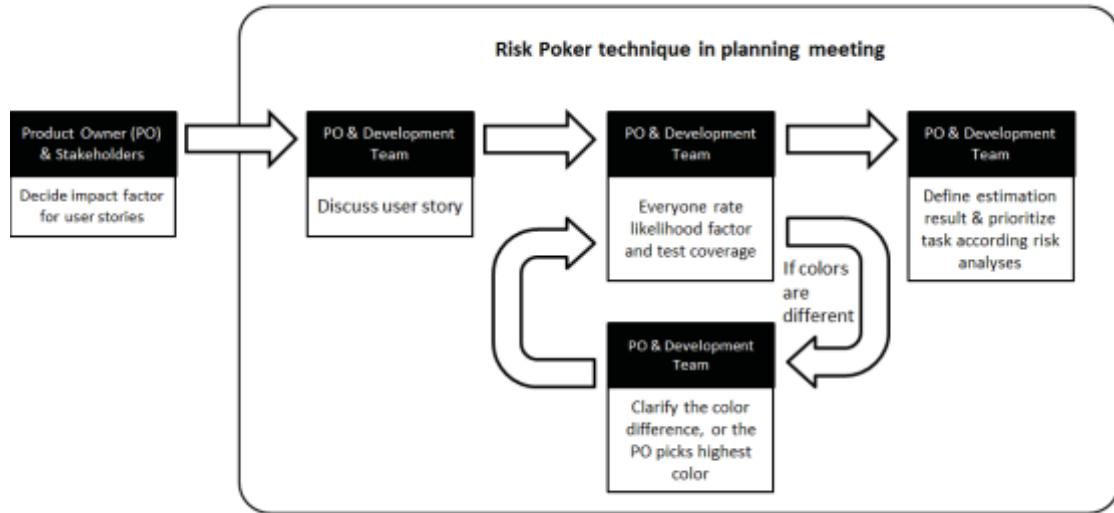 Risk Poker technique in planning meeting
Product Owner (PO)
& Stakeholders
Decide impact factor
for user stories
PO & Development
Team
Discuss user story
PO & Development
Team
Everyone rate
likelihood factor
and test coverage
PO & Development
Team
Define estimation
result & prioritize
task according risk
analyses
If colors
are
different
PO & Development
Team
Clarify the color
difference, or the
PO picks highest
color